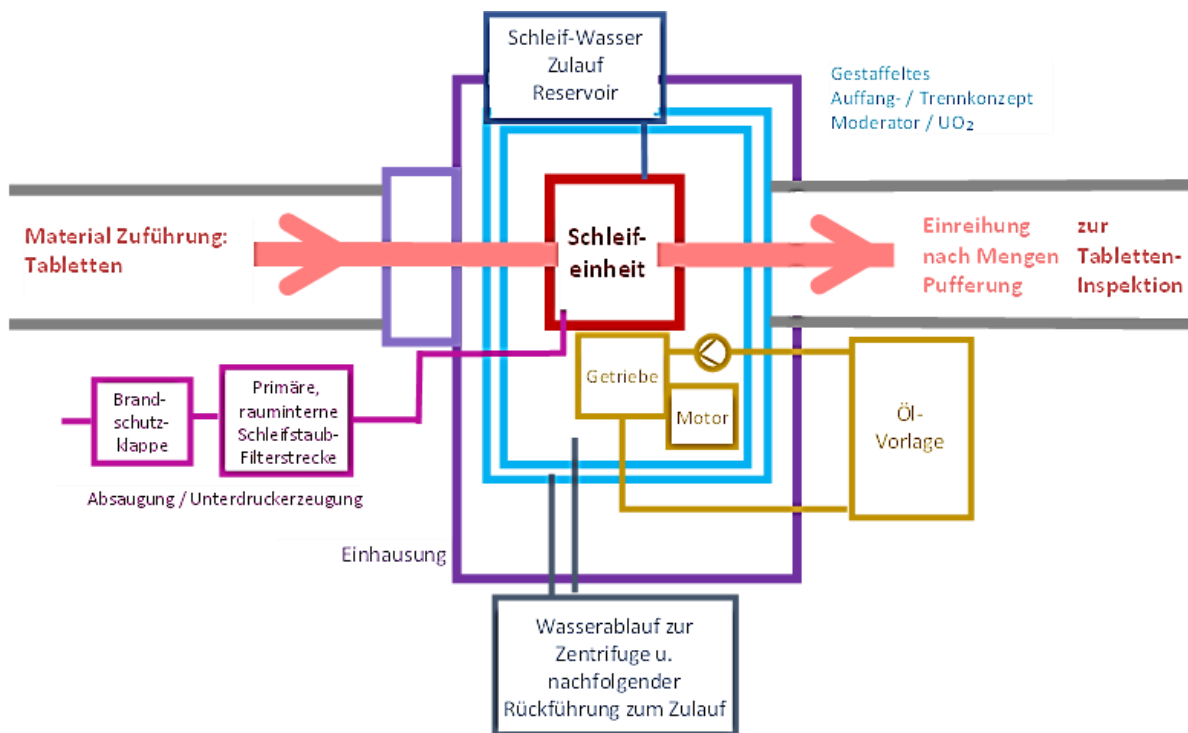 Schleif-Wasser
Zulauf
Reservoir
Gestaffeltes
Auffang- / Trennkonzept
Moderator / UO₂
Material Zuführung:
Tabletten
Schleif-
einheit
Einreihung
nach Mengen
Pufferung
zur
Tabletten-
Inspektion
Brand-
schutz-
klappe
Primäre,
rauminterne
Schleifstaub-
Filterstrecke
Absaugung / Unterdruckerzeugung
Getriebe
Motor
Öl-
Vorlage
Einhausung
Wasserablauf zur
Zentrifuge u.
nachfolgender
Rückführung zum Zulauf